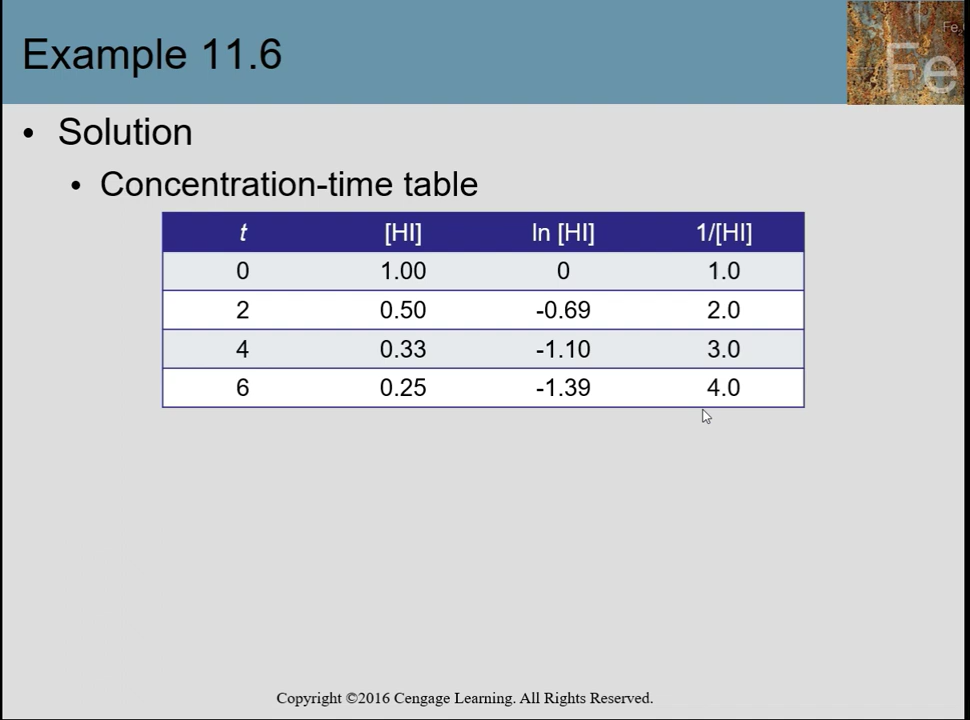 Example 11.6
Fe
Fe
• Solution
• Concentration-time table
t [HI] ln [HI] 1/[HI]
0 1.00 0 1.0
2 0.50 -0.69 2.0
4 0.33 -1.10 3.0
6 0.25 -1.39 4.0
Copyright ©2016 Cengage Learning. All Rights Reserved.